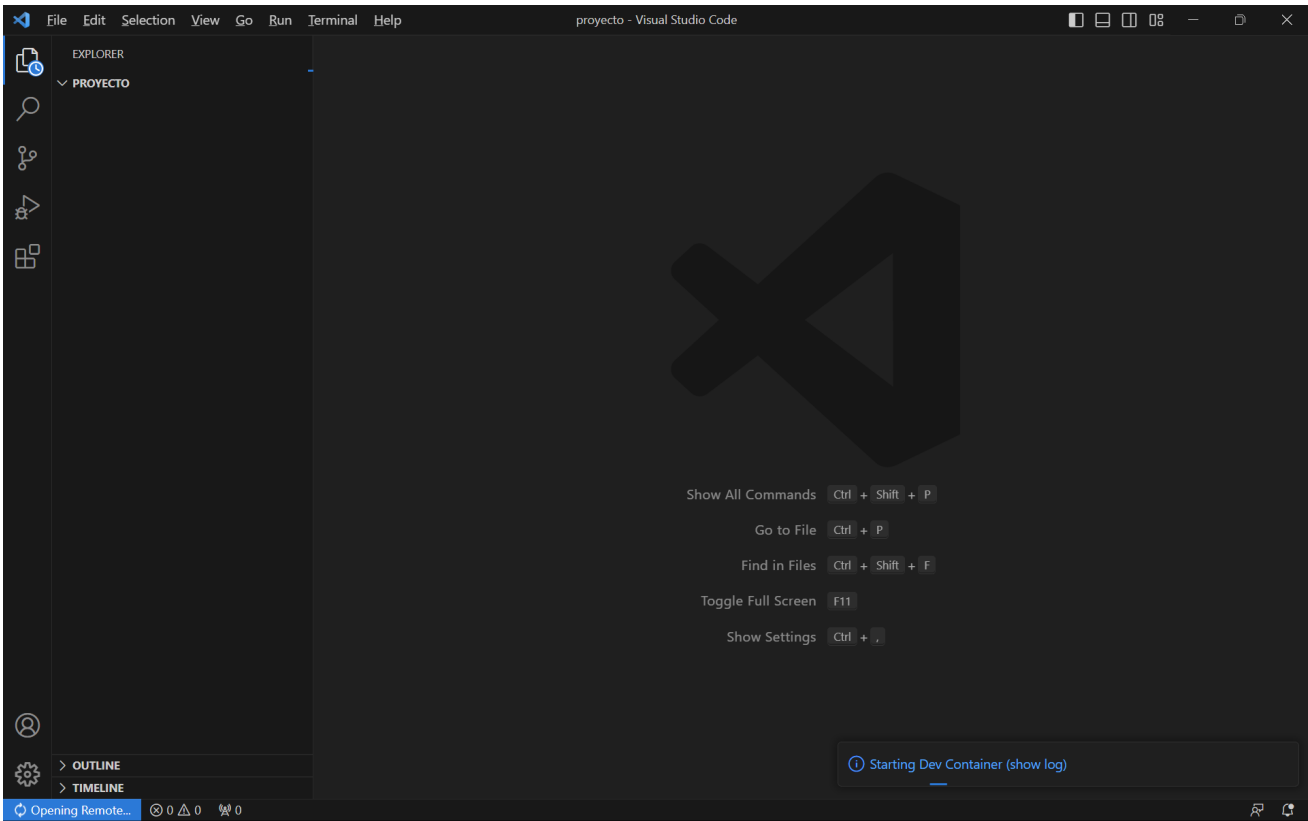 File Edit Selection View Go Run Terminal Help proyecto - Visual Studio Code
EXPLORER
PROYECTO
Show All Commands Ctrl + Shift + P
Go to File Ctrl + P
Find in Files Ctrl + Shift + F
Toggle Full Screen F11
Show Settings Ctrl + ,
OUTLINE
TIMELINE
Starting Dev Container (show log)
Opening Remote... 0 0 0